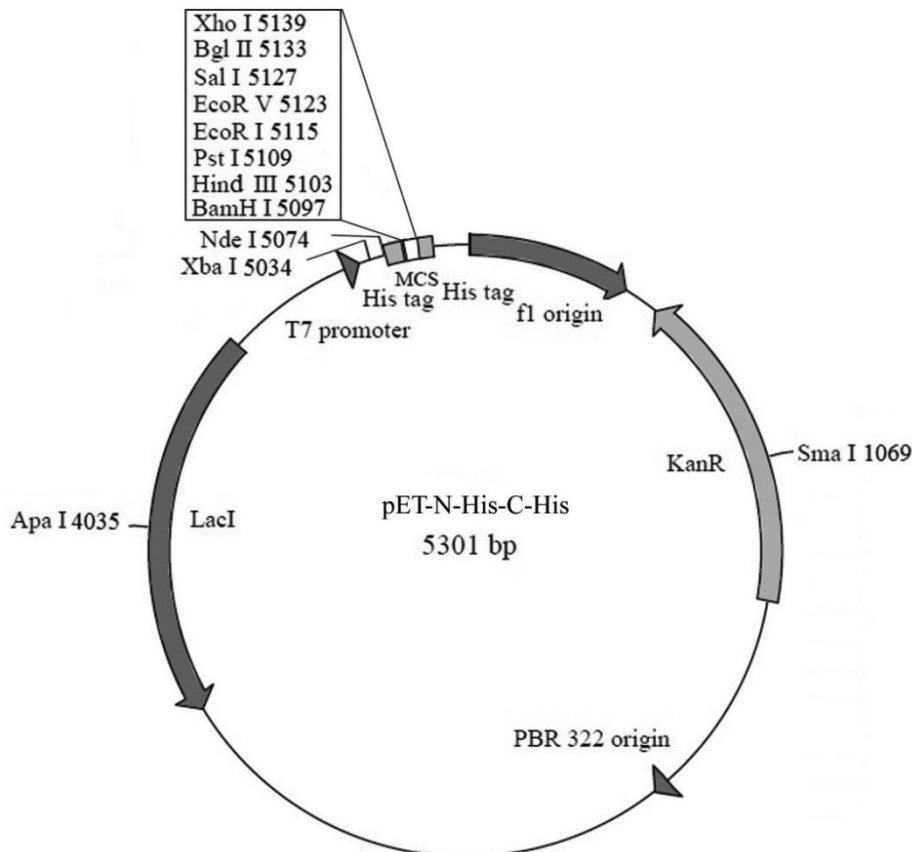 Xho I 5139
Bgl II 5133
Sal I 5127
EcoR V 5123
EcoR I 5115
Pst I 5109
Hind III 5103
BamH I 5097
Nde I 5074
Xba I 5034
MCS
His tag
His tag
f1 origin
T7 promoter
KanR
Sma I 1069
Apa I 4035
LacI
pET-N-His-C-His
5301 bp
PBR 322 origin